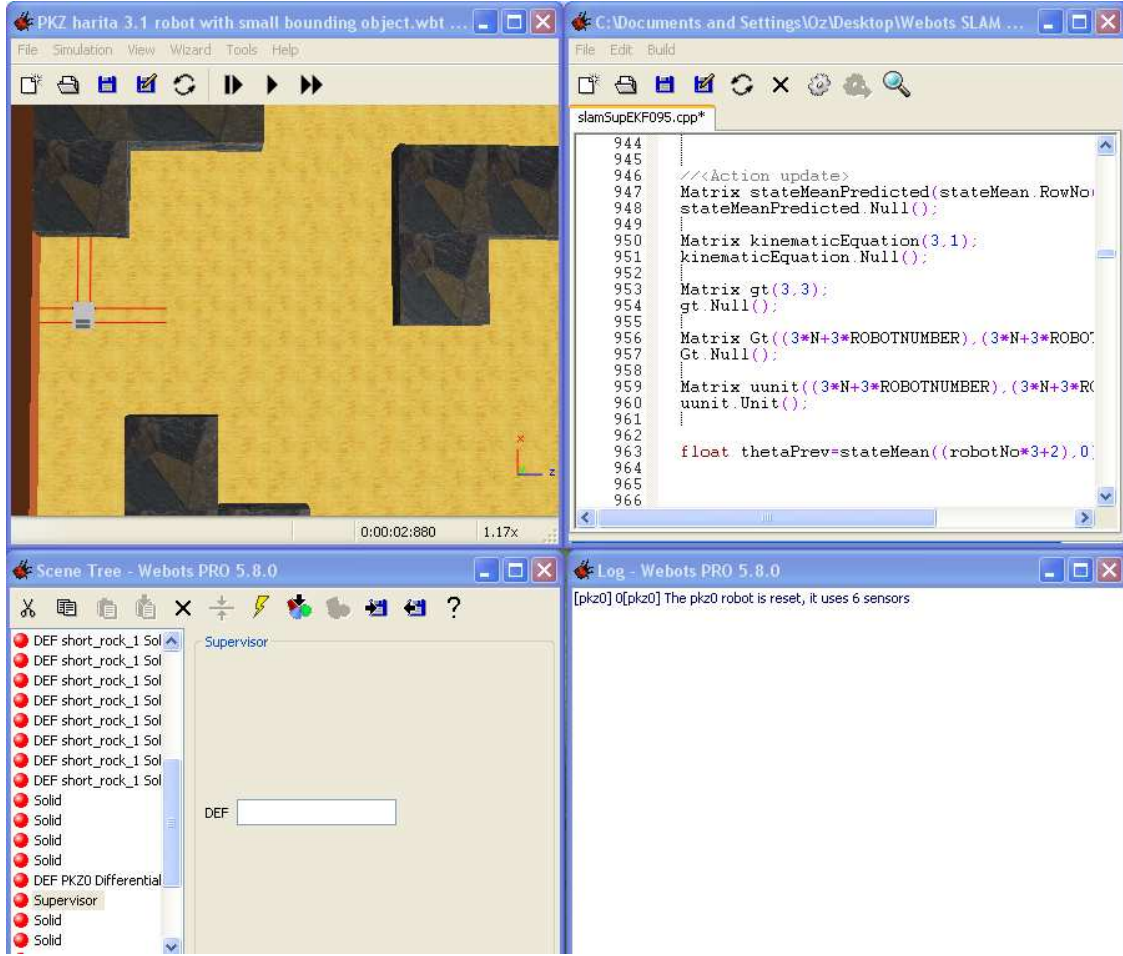 PKZ harita 3.1 robot with small bounding object.wbt ...
File Simulation View Wizard Tools Help
x
z
0:00:02:880 1.17x
C:\Documents and Settings\Oz\Desktop\Webots SLAM ...
File Edit Build
slamSupEKF095.cpp*
944
945
946 //<Action update>
947 Matrix stateMeanPredicted(stateMean.RowNo(
948 stateMeanPredicted.Null();
949
950 Matrix kinematicEquation(3,1);
951 kinematicEquation.Null();
952
953 Matrix gt(3,3);
954 gt.Null();
955
956 Matrix Gt((3*N+3*ROBOTNUMBER),(3*N+3*ROBOT
957 Gt.Null();
958
959 Matrix uunit((3*N+3*ROBOTNUMBER),(3*N+3*RO
960 uunit.Unit();
961
962
963 float thetaPrev=stateMean((robotNo*3+2),0)
964
965
966
Scene Tree - Webots PRO 5.8.0
?
DEF short_rock_1 Sol
DEF short_rock_1 Sol
DEF short_rock_1 Sol
DEF short_rock_1 Sol
DEF short_rock_1 Sol
DEF short_rock_1 Sol
DEF short_rock_1 Sol
DEF short_rock_1 Sol
Solid
Solid
Solid
Solid
DEF PKZ0 Differential
Supervisor
Solid
Solid
Supervisor
DEF
Log - Webots PRO 5.8.0
[pkz0] 0[pkz0] The pkz0 robot is reset, it uses 6 sensors